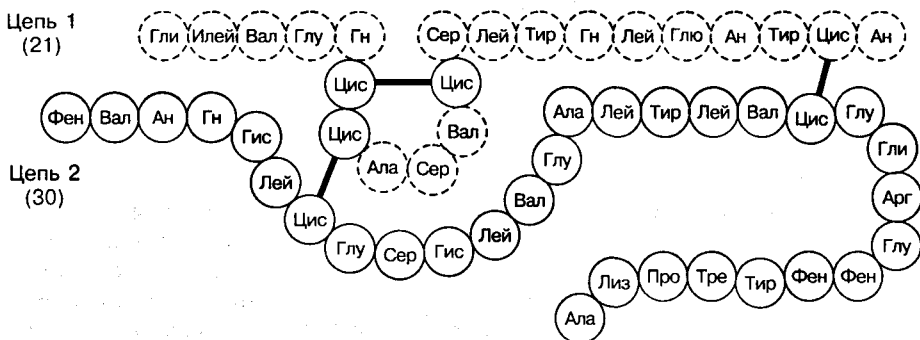 Цепь 1
(21)
Гли Илей Вал Глу Гн
Сер Лей Тир Гн Лей Глю Ан Тир Цис Ан
Цис Цис
Цис Ала Сер Вал
Цепь 2
(30)
Фен Вал Ан Гн Гис Лей Цис Глу Сер Гис Лей Вал Глу Ала Лей Тир Лей Вал Цис Глу Гли Арг Глу Фен Фен Тир Тре Про Лиз Ала